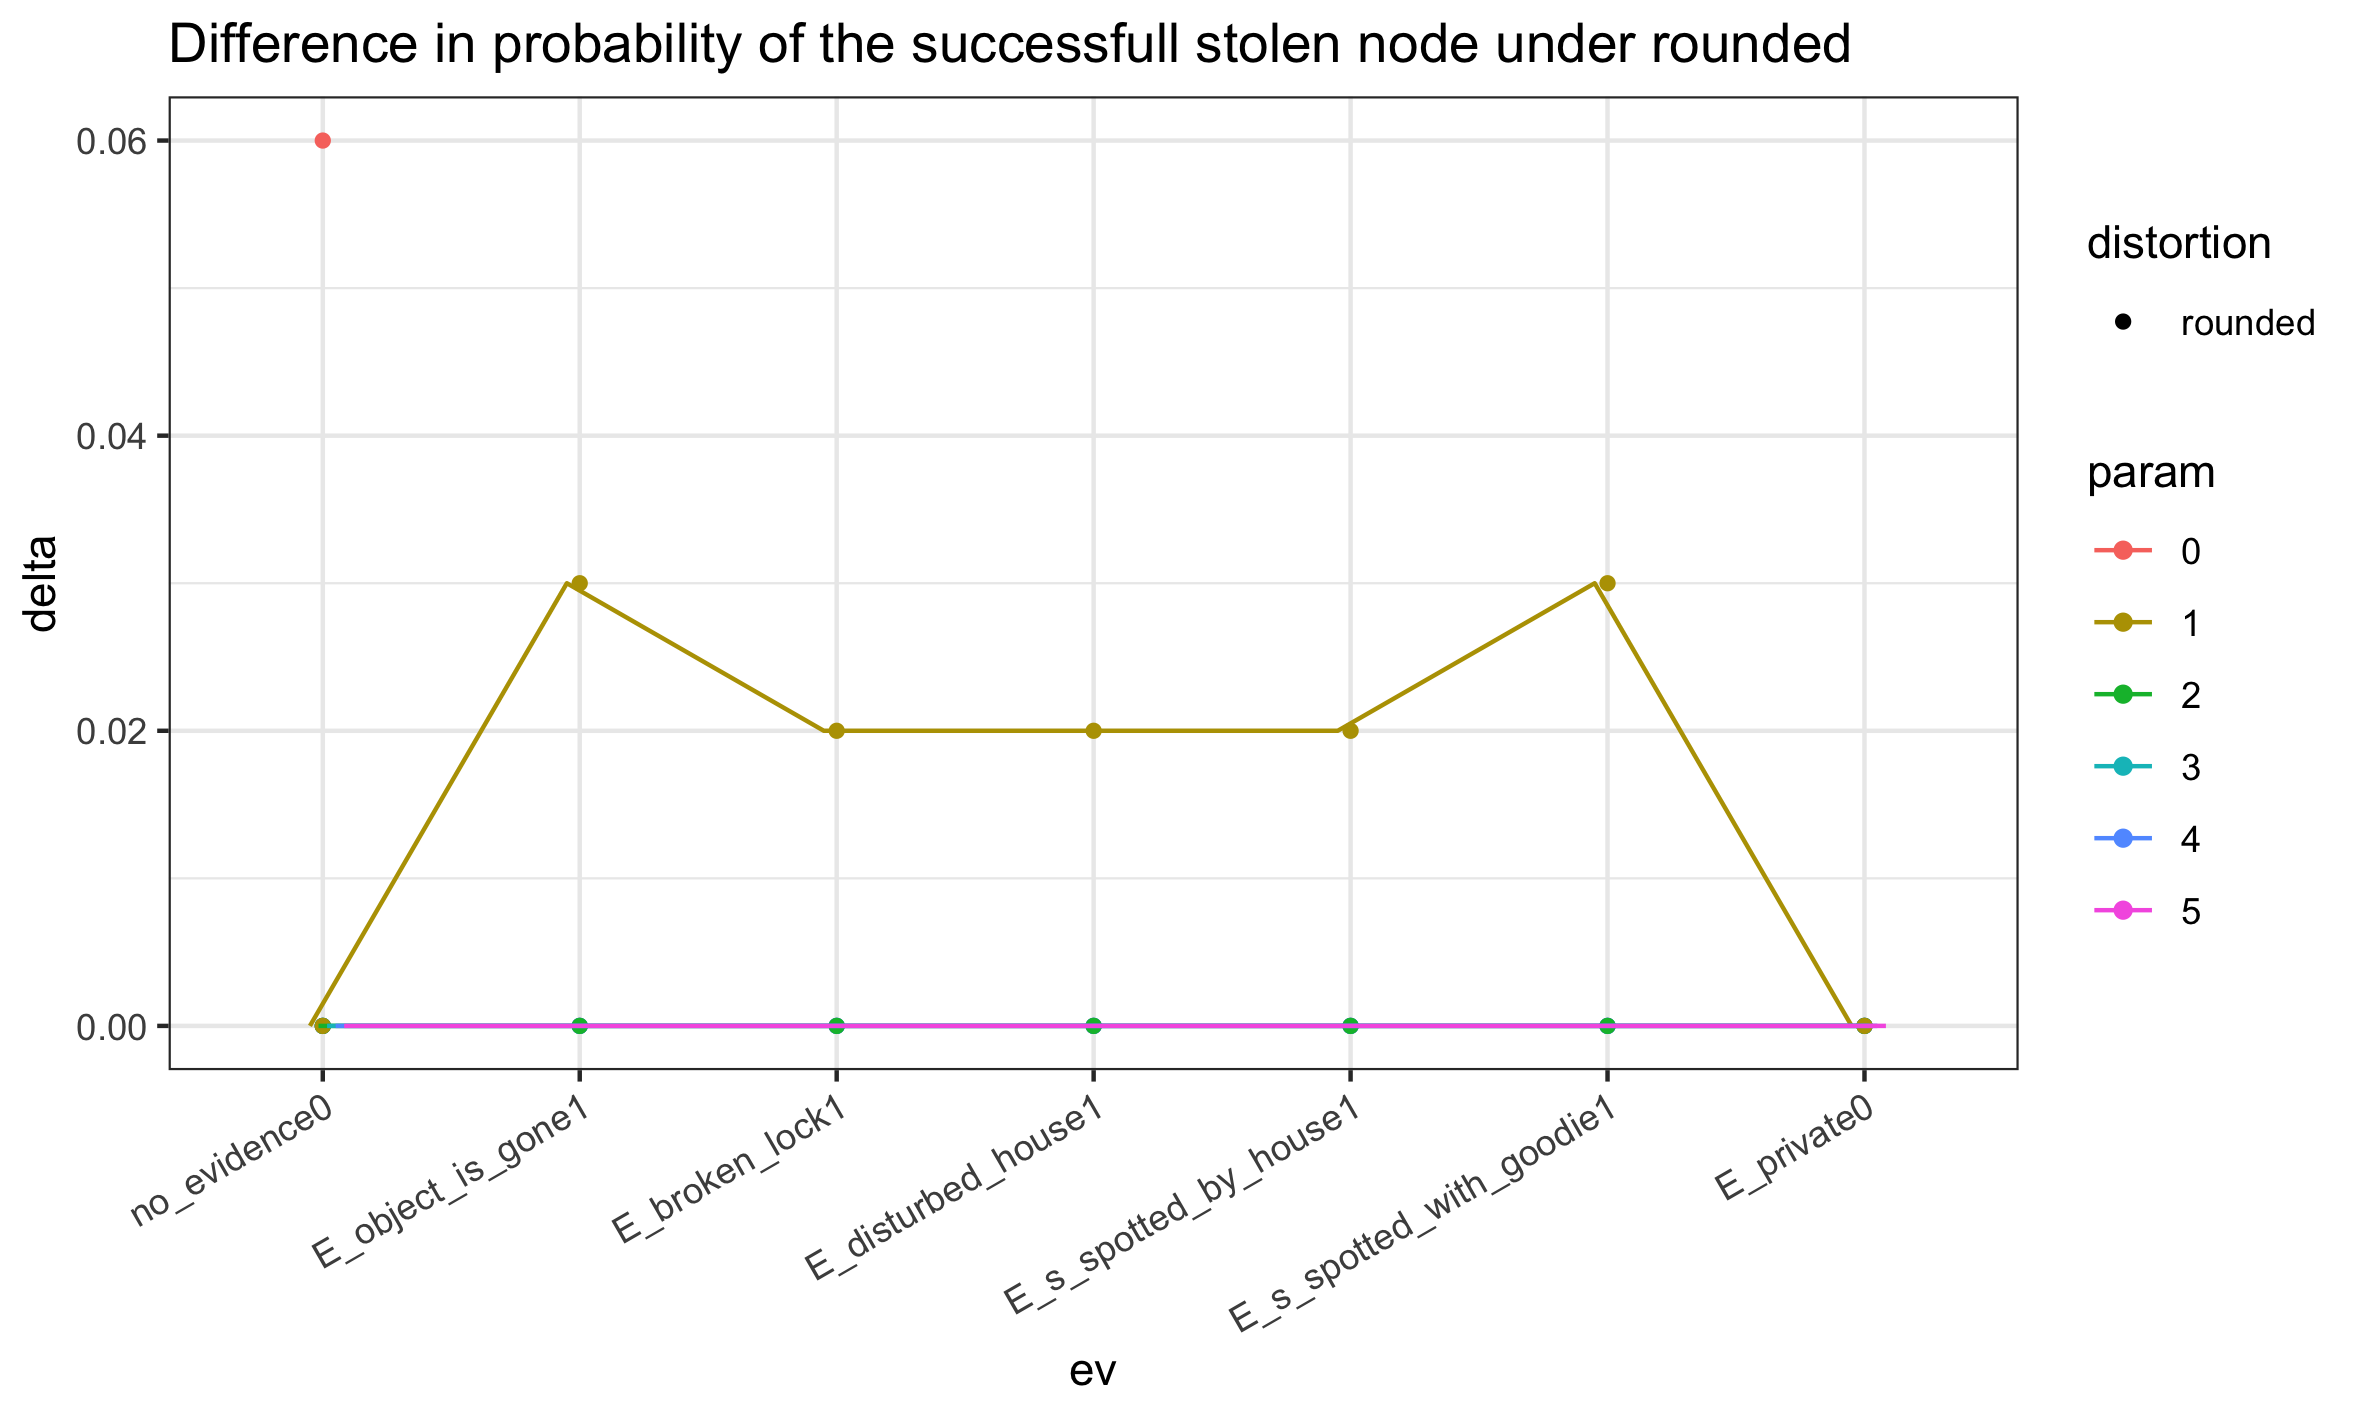 Difference in probability of the successfull stolen node under rounded
0.06
0.04
0.02
0.00
delta
no_evidence0
E_object_is_gone1
E_broken_lock1
E_disturbed_house1
E_s_spotted_by_house1
E_s_spotted_with_goodie1
E_private0
ev
distortion
rounded
param
0
1
2
3
4
5